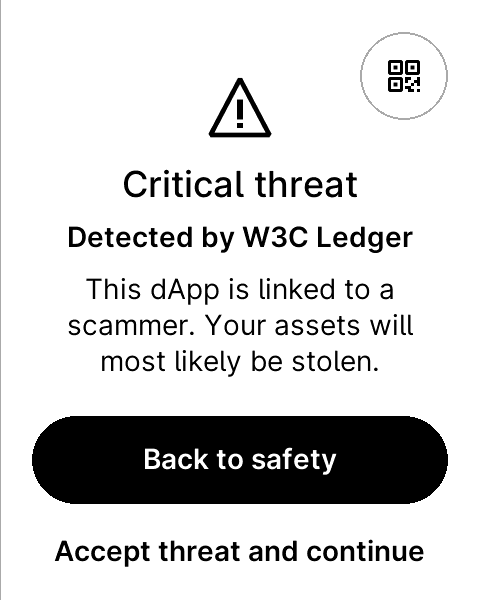 Critical threat
Detected by W3C Ledger
This dApp is linked to a
scammer. Your assets will
most likely be stolen.
Back to safety
Accept threat and continue